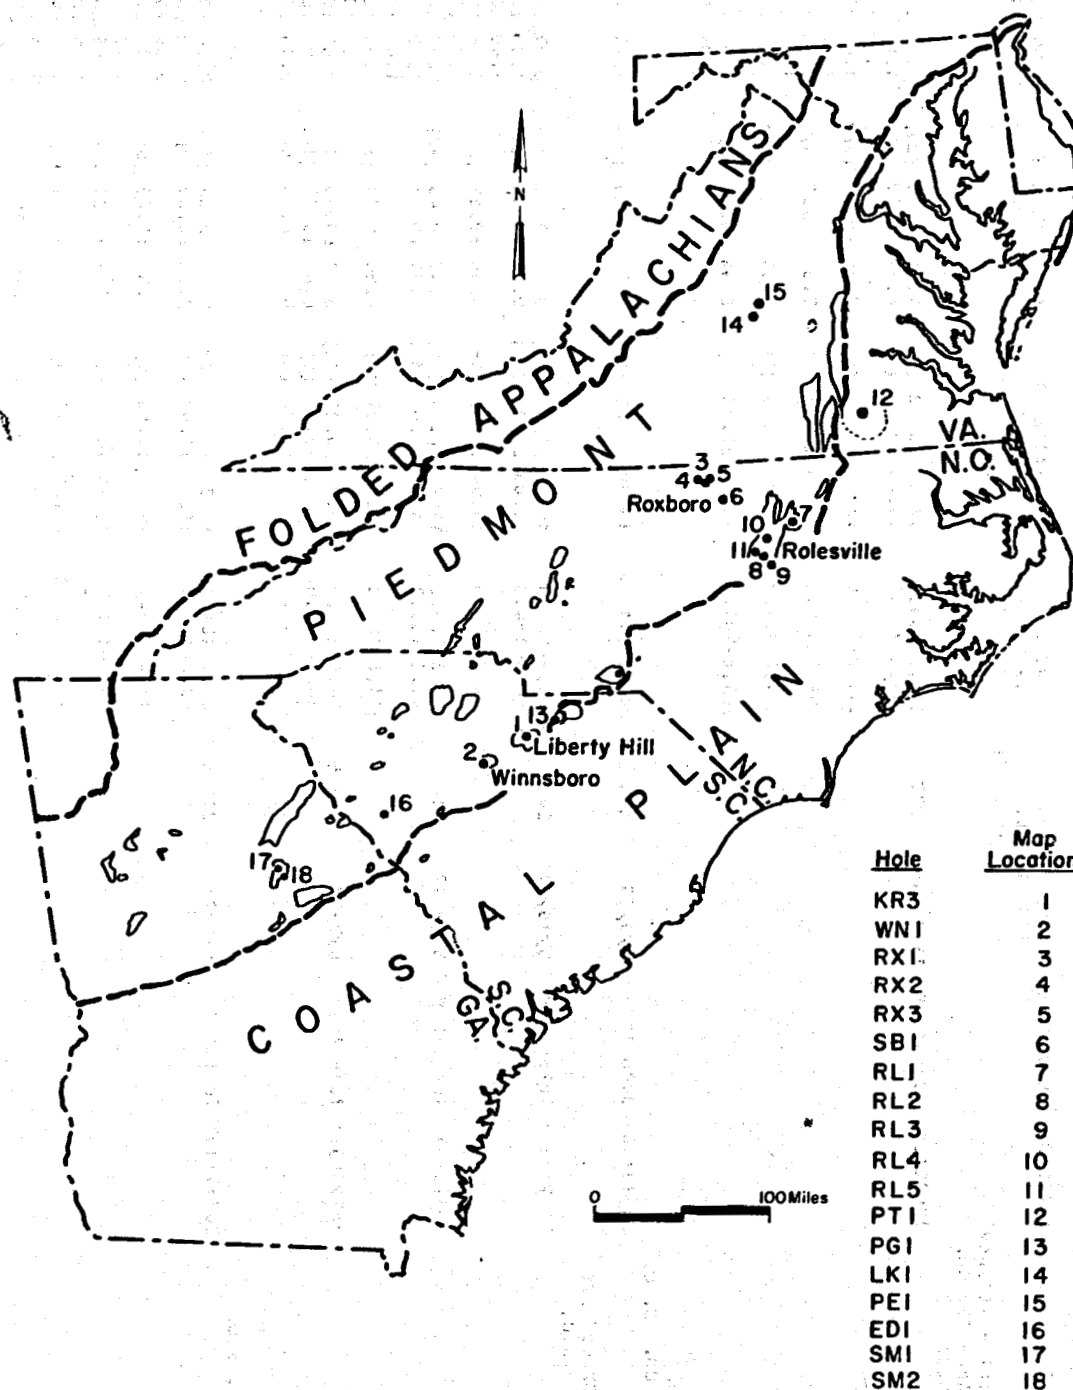 N
FOLDED APPALACHIANS
PIEDMONT
COASTAL PLAIN
15
14
12
VA.
N.C.
3
4 5
6
Roxboro
7
10
11
Rolesville
8 9
N.C.
S.C.
13
1
Liberty Hill
2
Winnsboro
16
17
18
S.C.
GA.
0 100 Miles
Hole Map Location
KR3 1
WN1 2
RX1 3
RX2 4
RX3 5
SB1 6
RL1 7
RL2 8
RL3 9
RL4 10
RL5 11
PT1 12
PG1 13
LK1 14
PE1 15
ED1 16
SM1 17
SM2 18